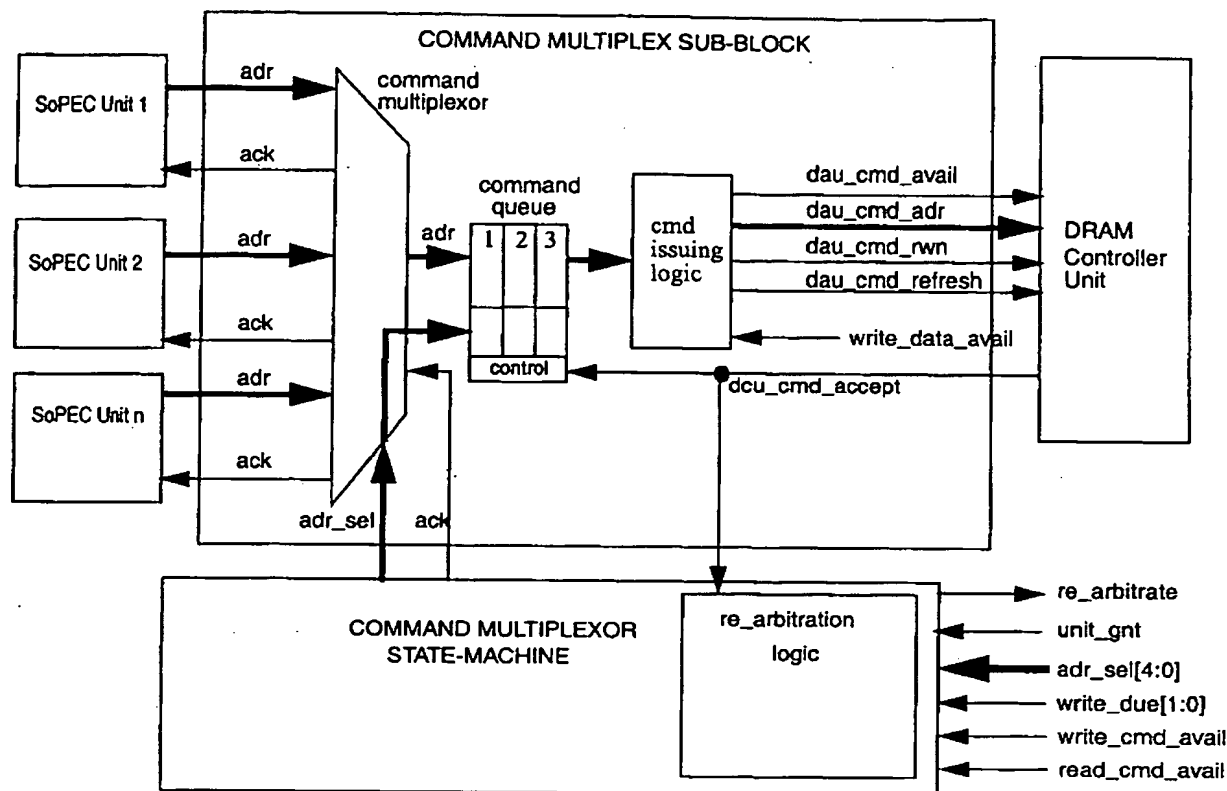 COMMAND MULTIPLEX SUB-BLOCK
SoPEC Unit 1
adr
ack
command
multiplexor
SoPEC Unit 2
adr
ack
SoPEC Unit n
adr
ack
adr
command
queue
1 2 3
control
cmd
issuing
logic
dau_cmd_avail
dau_cmd_adr
dau_cmd_rwn
dau_cmd_refresh
write_data_avail
dcu_cmd_accept
DRAM
Controller
Unit
adr_sel
ack
COMMAND MULTIPLEXOR
STATE-MACHINE
re_arbitration
logic
re_arbitrate
unit_gnt
adr_sel[4:0]
write_due[1:0]
write_cmd_avail
read_cmd_avail